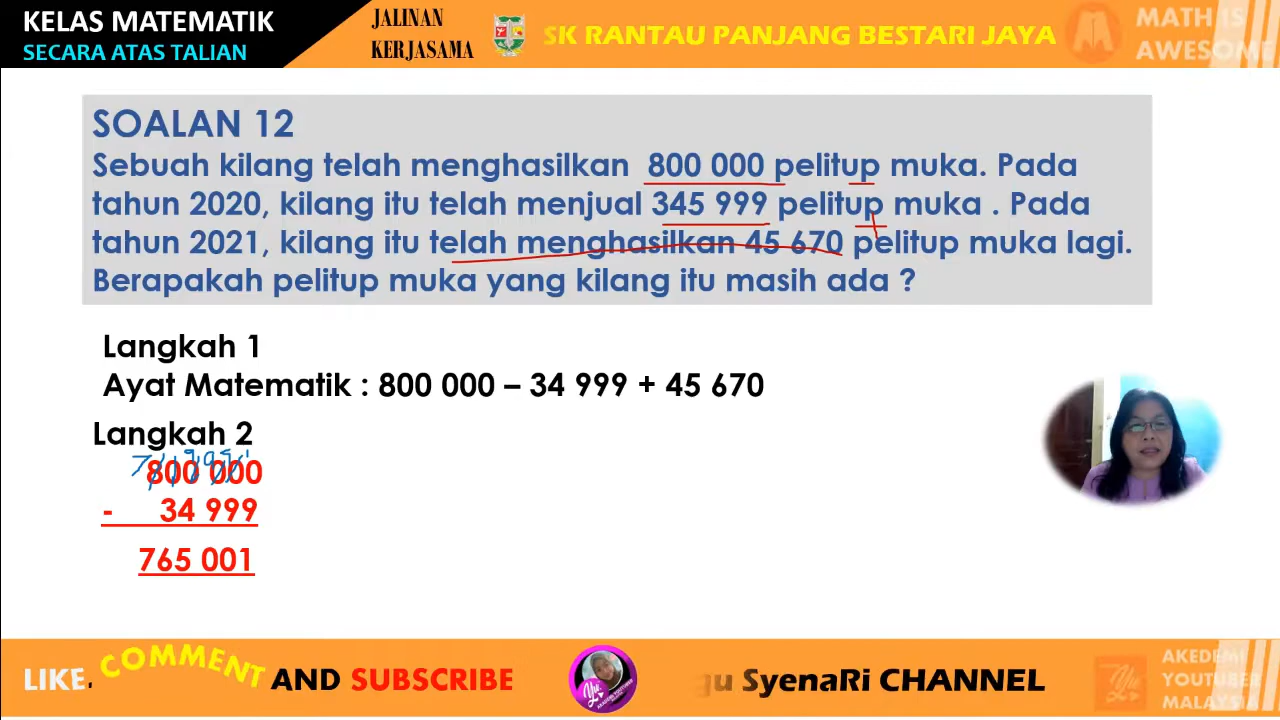 KELAS MATEMATIK
SECARA ATAS TALIAN
JALINAN
KERJASAMA
SK RANTAU PANJANG BESTARI JAYA
MATH IS
AWESOME
SOALAN 12
Sebuah kilang telah menghasilkan 800 000 pelitup muka. Pada
tahun 2020, kilang itu telah menjual 345 999 pelitup muka . Pada
tahun 2021, kilang itu telah menghasilkan 45 670 pelitup muka lagi.
Berapakah pelitup muka yang kilang itu masih ada ?
Langkah 1
Ayat Matematik : 800 000 – 34 999 + 45 670
Langkah 2
800 000
- 34 999
765 001
LIKE, COMMENT AND SUBSCRIBE
gu SyenaRi CHANNEL
AKEDEMI
YOUTUBER
MALAYSIA